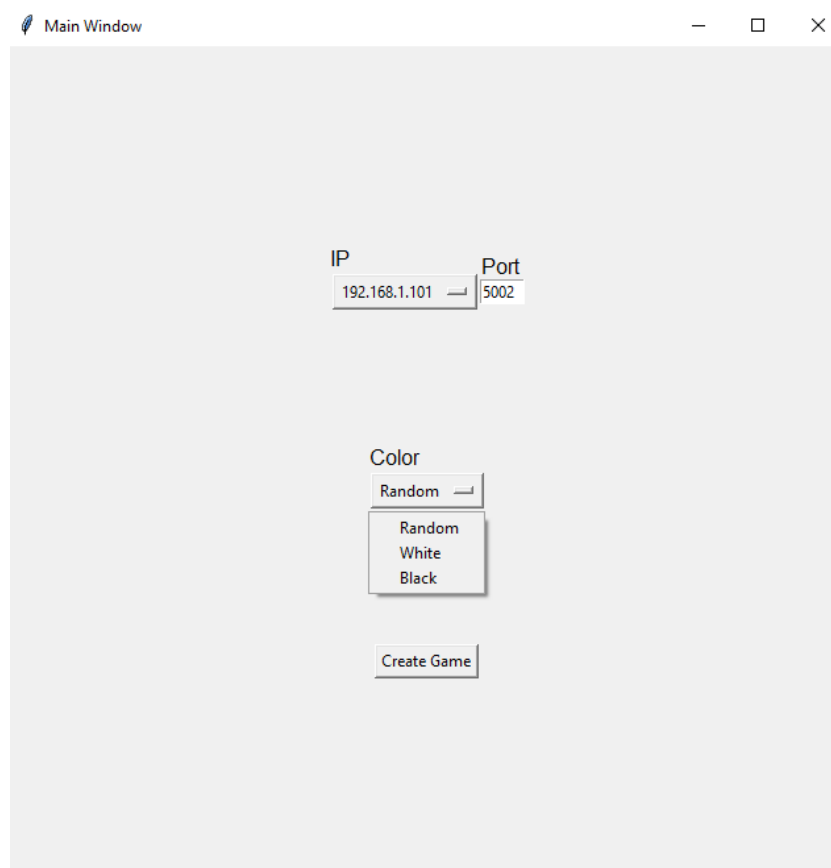 Main Window
IP
Port
192.168.1.101
5002
Color
Random
Random
White
Black
Create Game